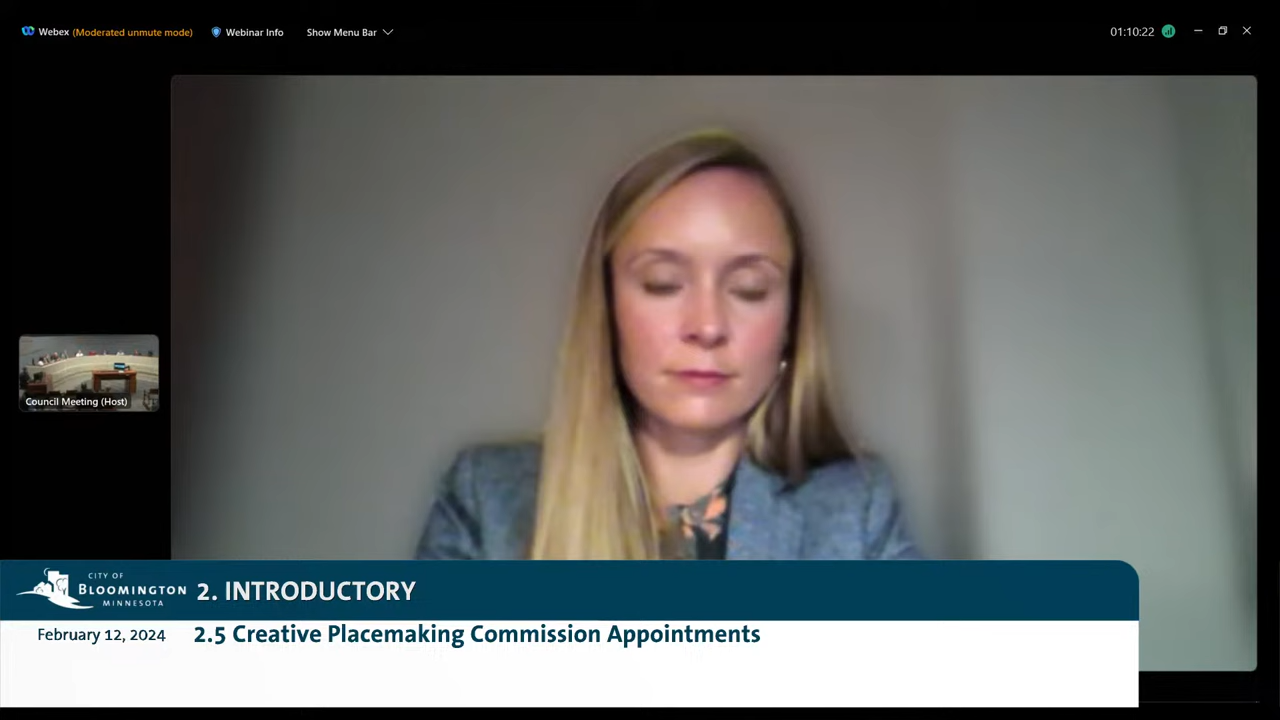 Webex (Moderated unmute mode) Webinar Info Show Menu Bar 01:10:22
Council Meeting (Host)
CITY OF
BLOOMINGTON
MINNESOTA
2. INTRODUCTORY
February 12, 2024 2.5 Creative Placemaking Commission Appointments